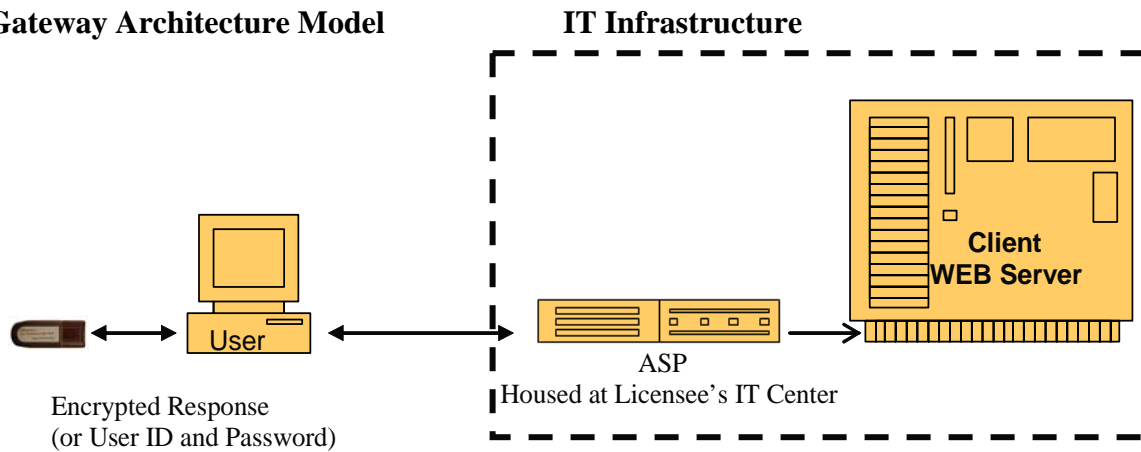 Gateway Architecture Model
IT Infrastructure
Client
WEB Server
User
ASP
Housed at Licensee's IT Center
Encrypted Response
(or User ID and Password)